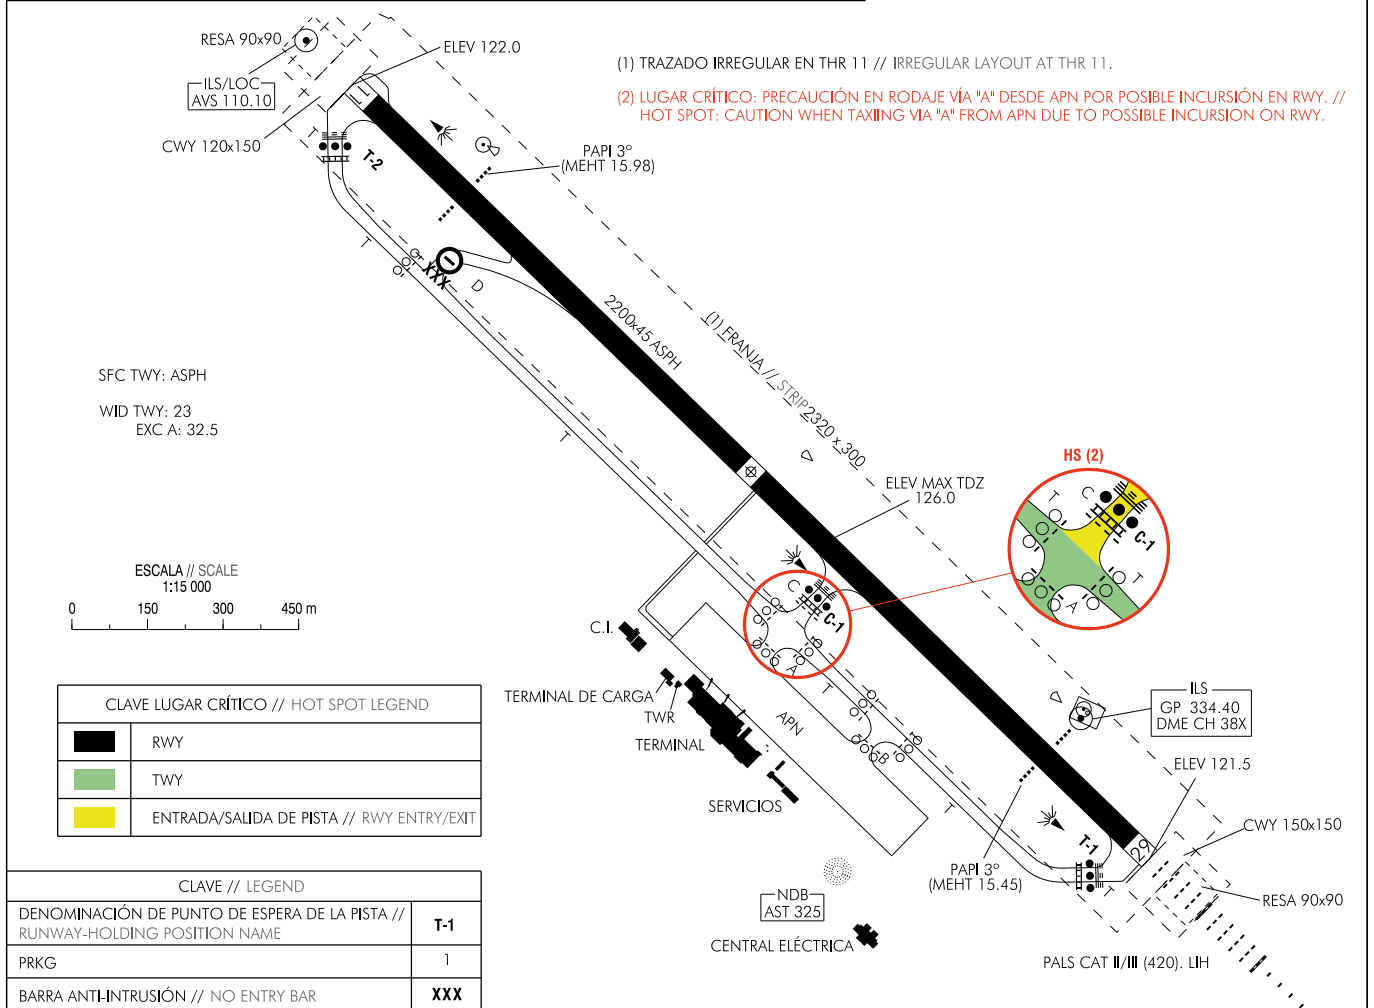 RESA 90x90
ELEV 122.0
ILS/LOC
AVS 110.10
CWY 120x150
11
T
T-2
PAPI 3°
(MEHT 15.98)
(1) TRAZADO IRREGULAR EN THR 11 // IRREGULAR LAYOUT AT THR 11.
(2) LUGAR CRÍTICO: PRECAUCIÓN EN RODAJE VÍA "A" DESDE APN POR POSIBLE INCURSIÓN EN RWY. //
HOT SPOT: CAUTION WHEN TAXIING VIA "A" FROM APN DUE TO POSSIBLE INCURSION ON RWY.
T
XXX
D
2200x45 ASPH
(1) FRANJA // STRIP 2320 x 300
SFC TWY: ASPH
WID TWY: 23
EXC A: 32.5
T
ELEV MAX TDZ
126.0
HS (2)
T
C
C-1
T
A
ESCALA // SCALE
1:15 000
0 150 300 450 m
C
C-1
A
T
C.I.
TERMINAL DE CARGA
TWR
TERMINAL
APN
B
SERVICIOS
T
ILS
GP 334.40
DME CH 38X
ELEV 121.5
CWY 150x150
RESA 90x90
29
T-1
T
PAPI 3°
(MEHT 15.45)
NDB
AST 325
CENTRAL ELÉCTRICA
PALS CAT II/III (420). LIH
CLAVE LUGAR CRÍTICO // HOT SPOT LEGEND
RWY
TWY
ENTRADA/SALIDA DE PISTA // RWY ENTRY/EXIT
CLAVE // LEGEND
DENOMINACIÓN DE PUNTO DE ESPERA DE LA PISTA //
RUNWAY-HOLDING POSITION NAME
T-1
PRKG
1
BARRA ANTI-INTRUSIÓN // NO ENTRY BAR
XXX